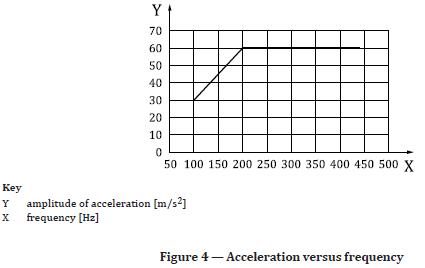 Y
70
60
50
40
30
20
10
0
50 100 150 200 250 300 350 400 450 500 X
Key
Y amplitude of acceleration [m/s²]
X frequency [Hz]
Figure 4 — Acceleration versus frequency